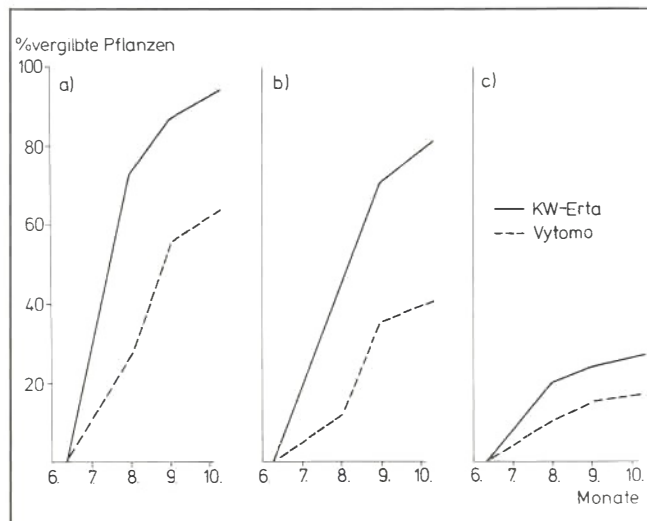 %vergilbte Pflanzen
100
80
60
40
20
a)
b)
c)
KW-Erta
Vytomo
6. 7. 8. 9. 10.
6. 7. 8. 9. 10.
6. 7. 8. 9. 10.
Monate